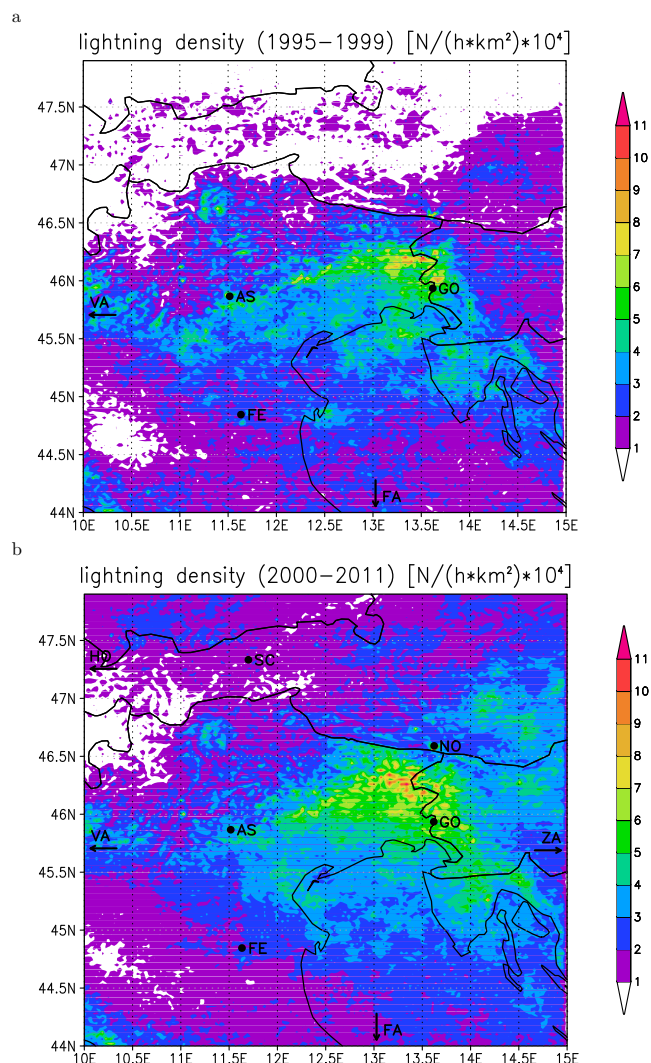 a
lightning density (1995-1999) [N/(h*km²)*10⁴]
47.5N
47N
46.5N
46N
45.5N
45N
44.5N
44N
VA
AS
GO
FE
FA
10E 10.5E 11E 11.5E 12E 12.5E 13E 13.5E 14E 14.5E 15E
11
10
9
8
7
6
5
4
3
2
1
b
lightning density (2000-2011) [N/(h*km²)*10⁴]
47.5N
47N
46.5N
46N
45.5N
45N
44.5N
44N
HO
SC
NO
VA
AS
GO
ZA
FE
FA
10E 10.5E 11E 11.5E 12E 12.5E 13E 13.5E 14E 14.5E 15E
11
10
9
8
7
6
5
4
3
2
1